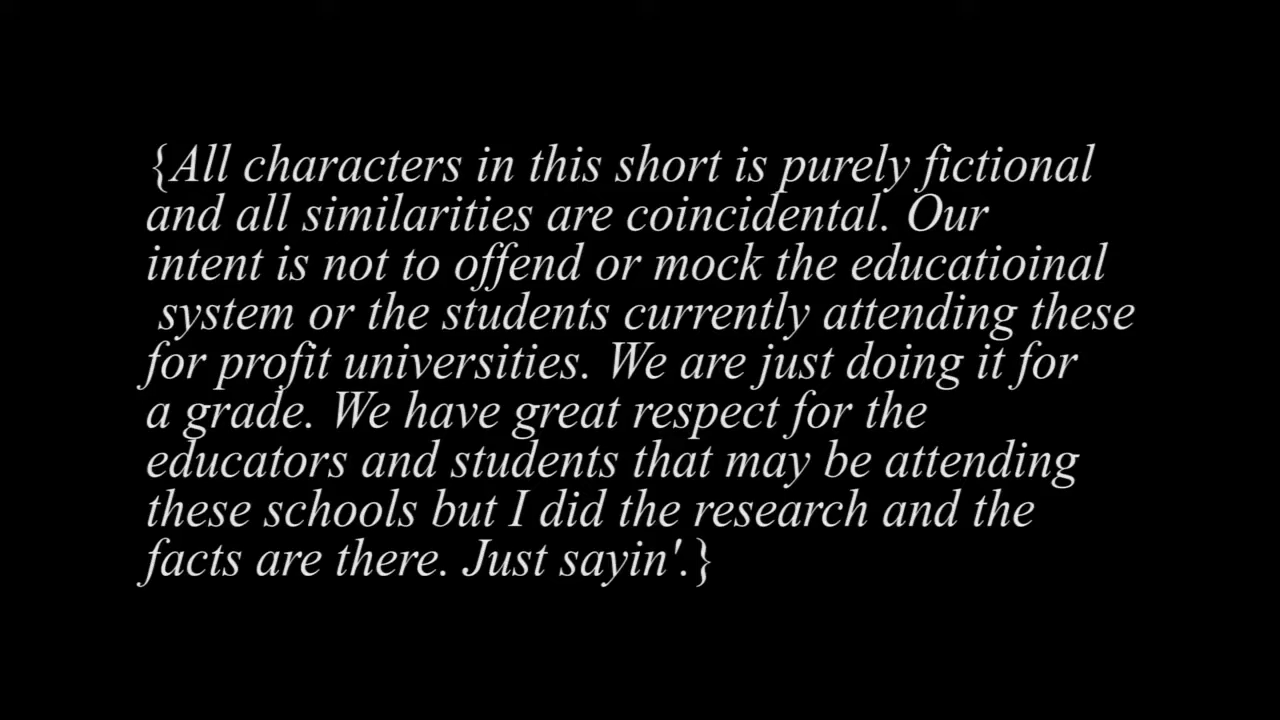 {All characters in this short is purely fictional
and all similarities are coincidental. Our
intent is not to offend or mock the educatioinal
system or the students currently attending these
for profit universities. We are just doing it for
a grade. We have great respect for the
educators and students that may be attending
these schools but I did the research and the
facts are there. Just sayin'.}